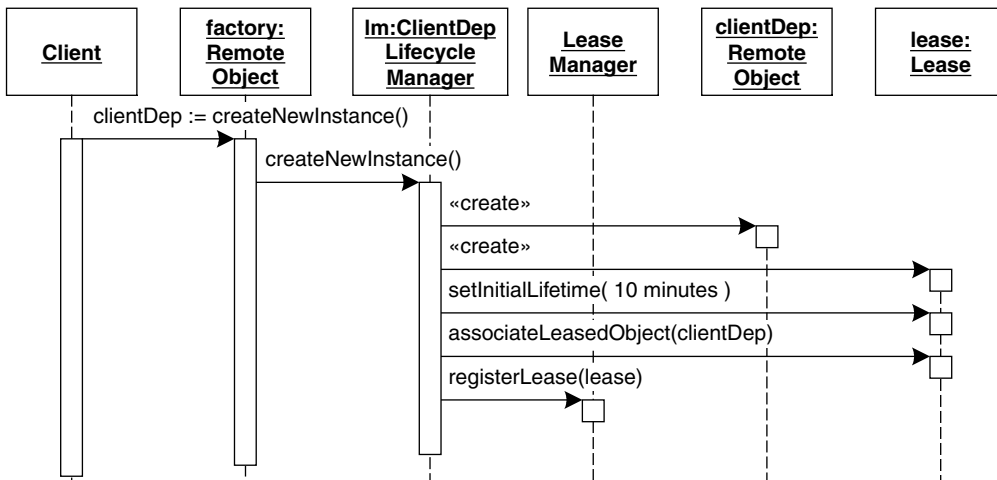 Client
factory:
Remote
Object
lm:ClientDep
Lifecycle
Manager
Lease
Manager
clientDep:
Remote
Object
lease:
Lease
clientDep := createNewInstance()
createNewInstance()
«create»
«create»
setInitialLifetime( 10 minutes )
associateLeasedObject(clientDep)
registerLease(lease)